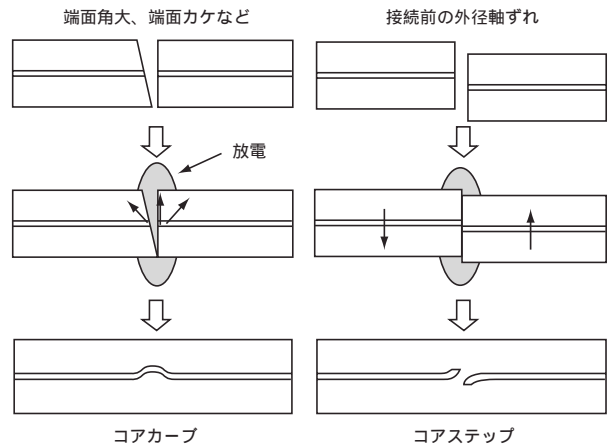 端面角大、端面カケなど
接続前の外径軸ずれ
放電
コアカーブ
コアステップ